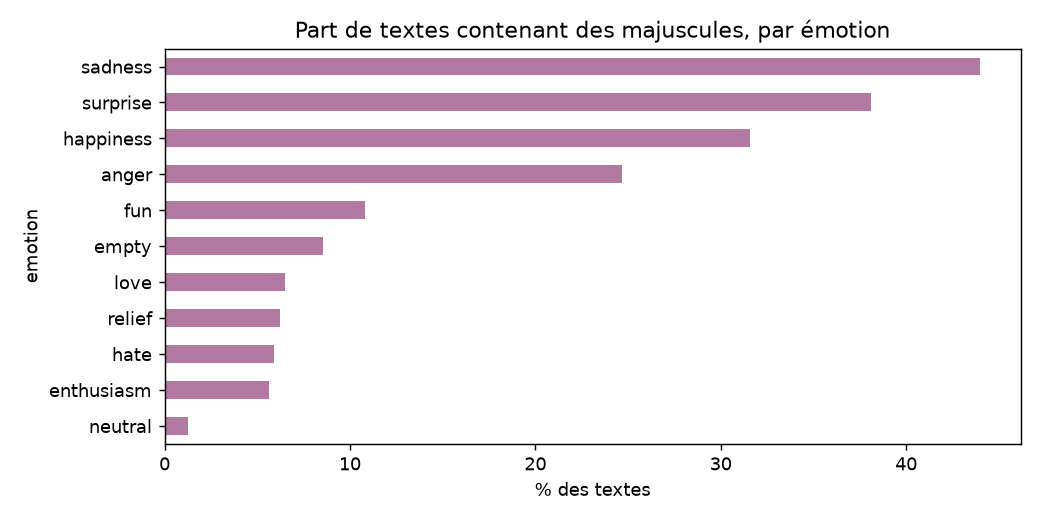 Part de textes contenant des majuscules, par émotion
sadness
surprise
happiness
anger
fun
empty
love
relief
hate
enthusiasm
neutral
emotion
0 10 20 30 40
% des textes